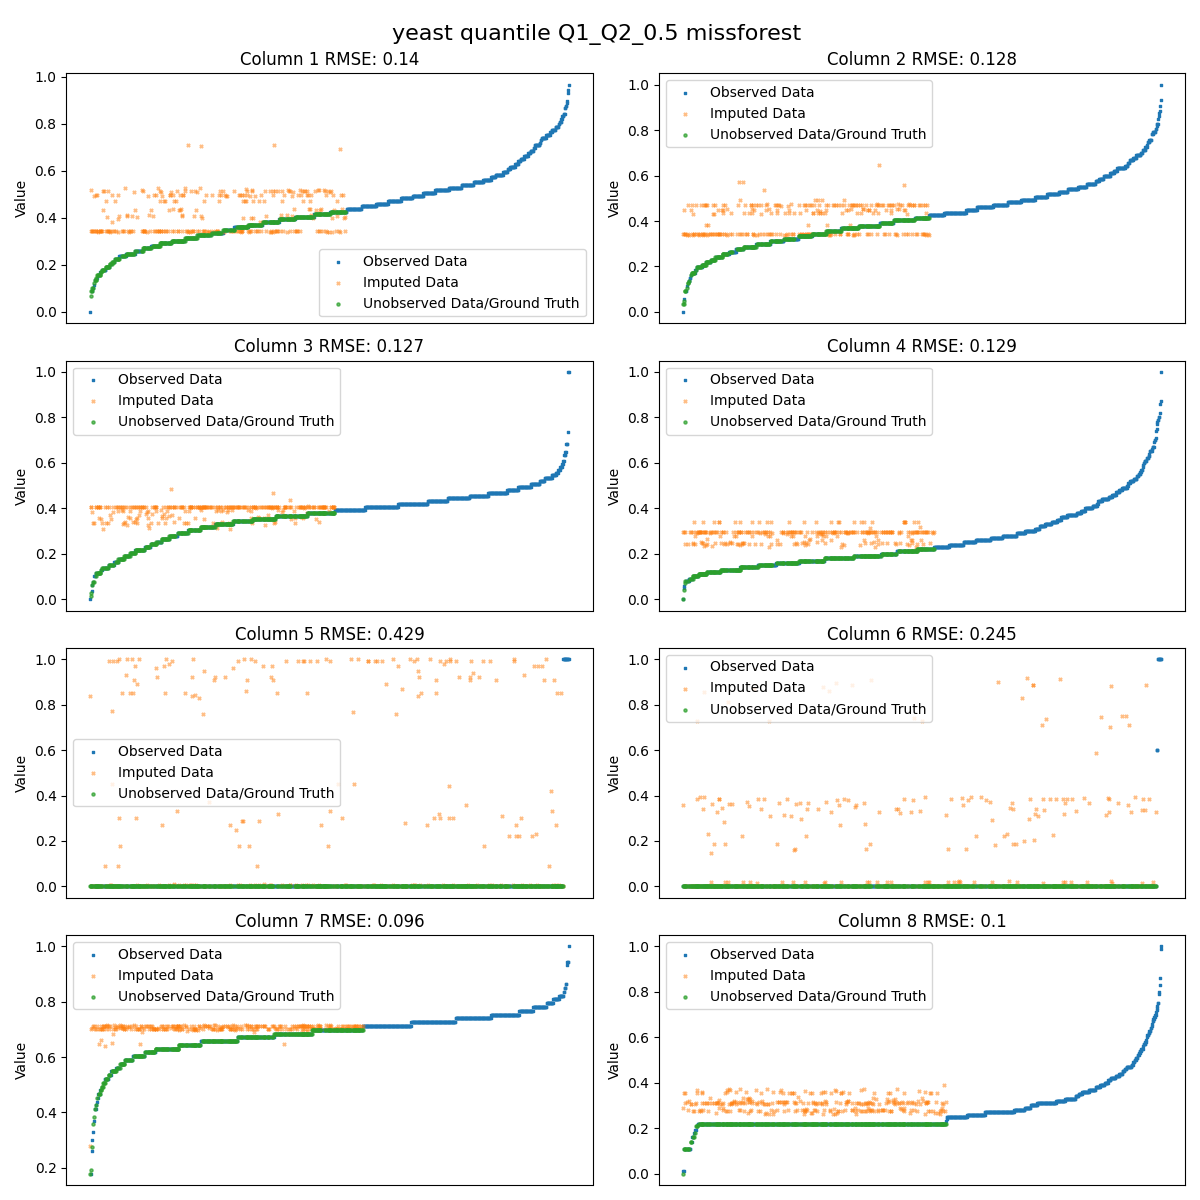 yeast quantile Q1_Q2_0.5 missforest
Column 1 RMSE: 0.14
Value
1.0
0.8
0.6
0.4
0.2
0.0
Observed Data
Imputed Data
Unobserved Data/Ground Truth
Column 2 RMSE: 0.128
Value
1.0
0.8
0.6
0.4
0.2
0.0
Observed Data
Imputed Data
Unobserved Data/Ground Truth
Column 3 RMSE: 0.127
Value
1.0
0.8
0.6
0.4
0.2
0.0
Observed Data
Imputed Data
Unobserved Data/Ground Truth
Column 4 RMSE: 0.129
Value
1.0
0.8
0.6
0.4
0.2
0.0
Observed Data
Imputed Data
Unobserved Data/Ground Truth
Column 5 RMSE: 0.429
Value
1.0
0.8
0.6
0.4
0.2
0.0
Observed Data
Imputed Data
Unobserved Data/Ground Truth
Column 6 RMSE: 0.245
Value
1.0
0.8
0.6
0.4
0.2
0.0
Observed Data
Imputed Data
Unobserved Data/Ground Truth
Column 7 RMSE: 0.096
Value
1.0
0.8
0.6
0.4
0.2
Observed Data
Imputed Data
Unobserved Data/Ground Truth
Column 8 RMSE: 0.1
Value
1.0
0.8
0.6
0.4
0.2
0.0
Observed Data
Imputed Data
Unobserved Data/Ground Truth